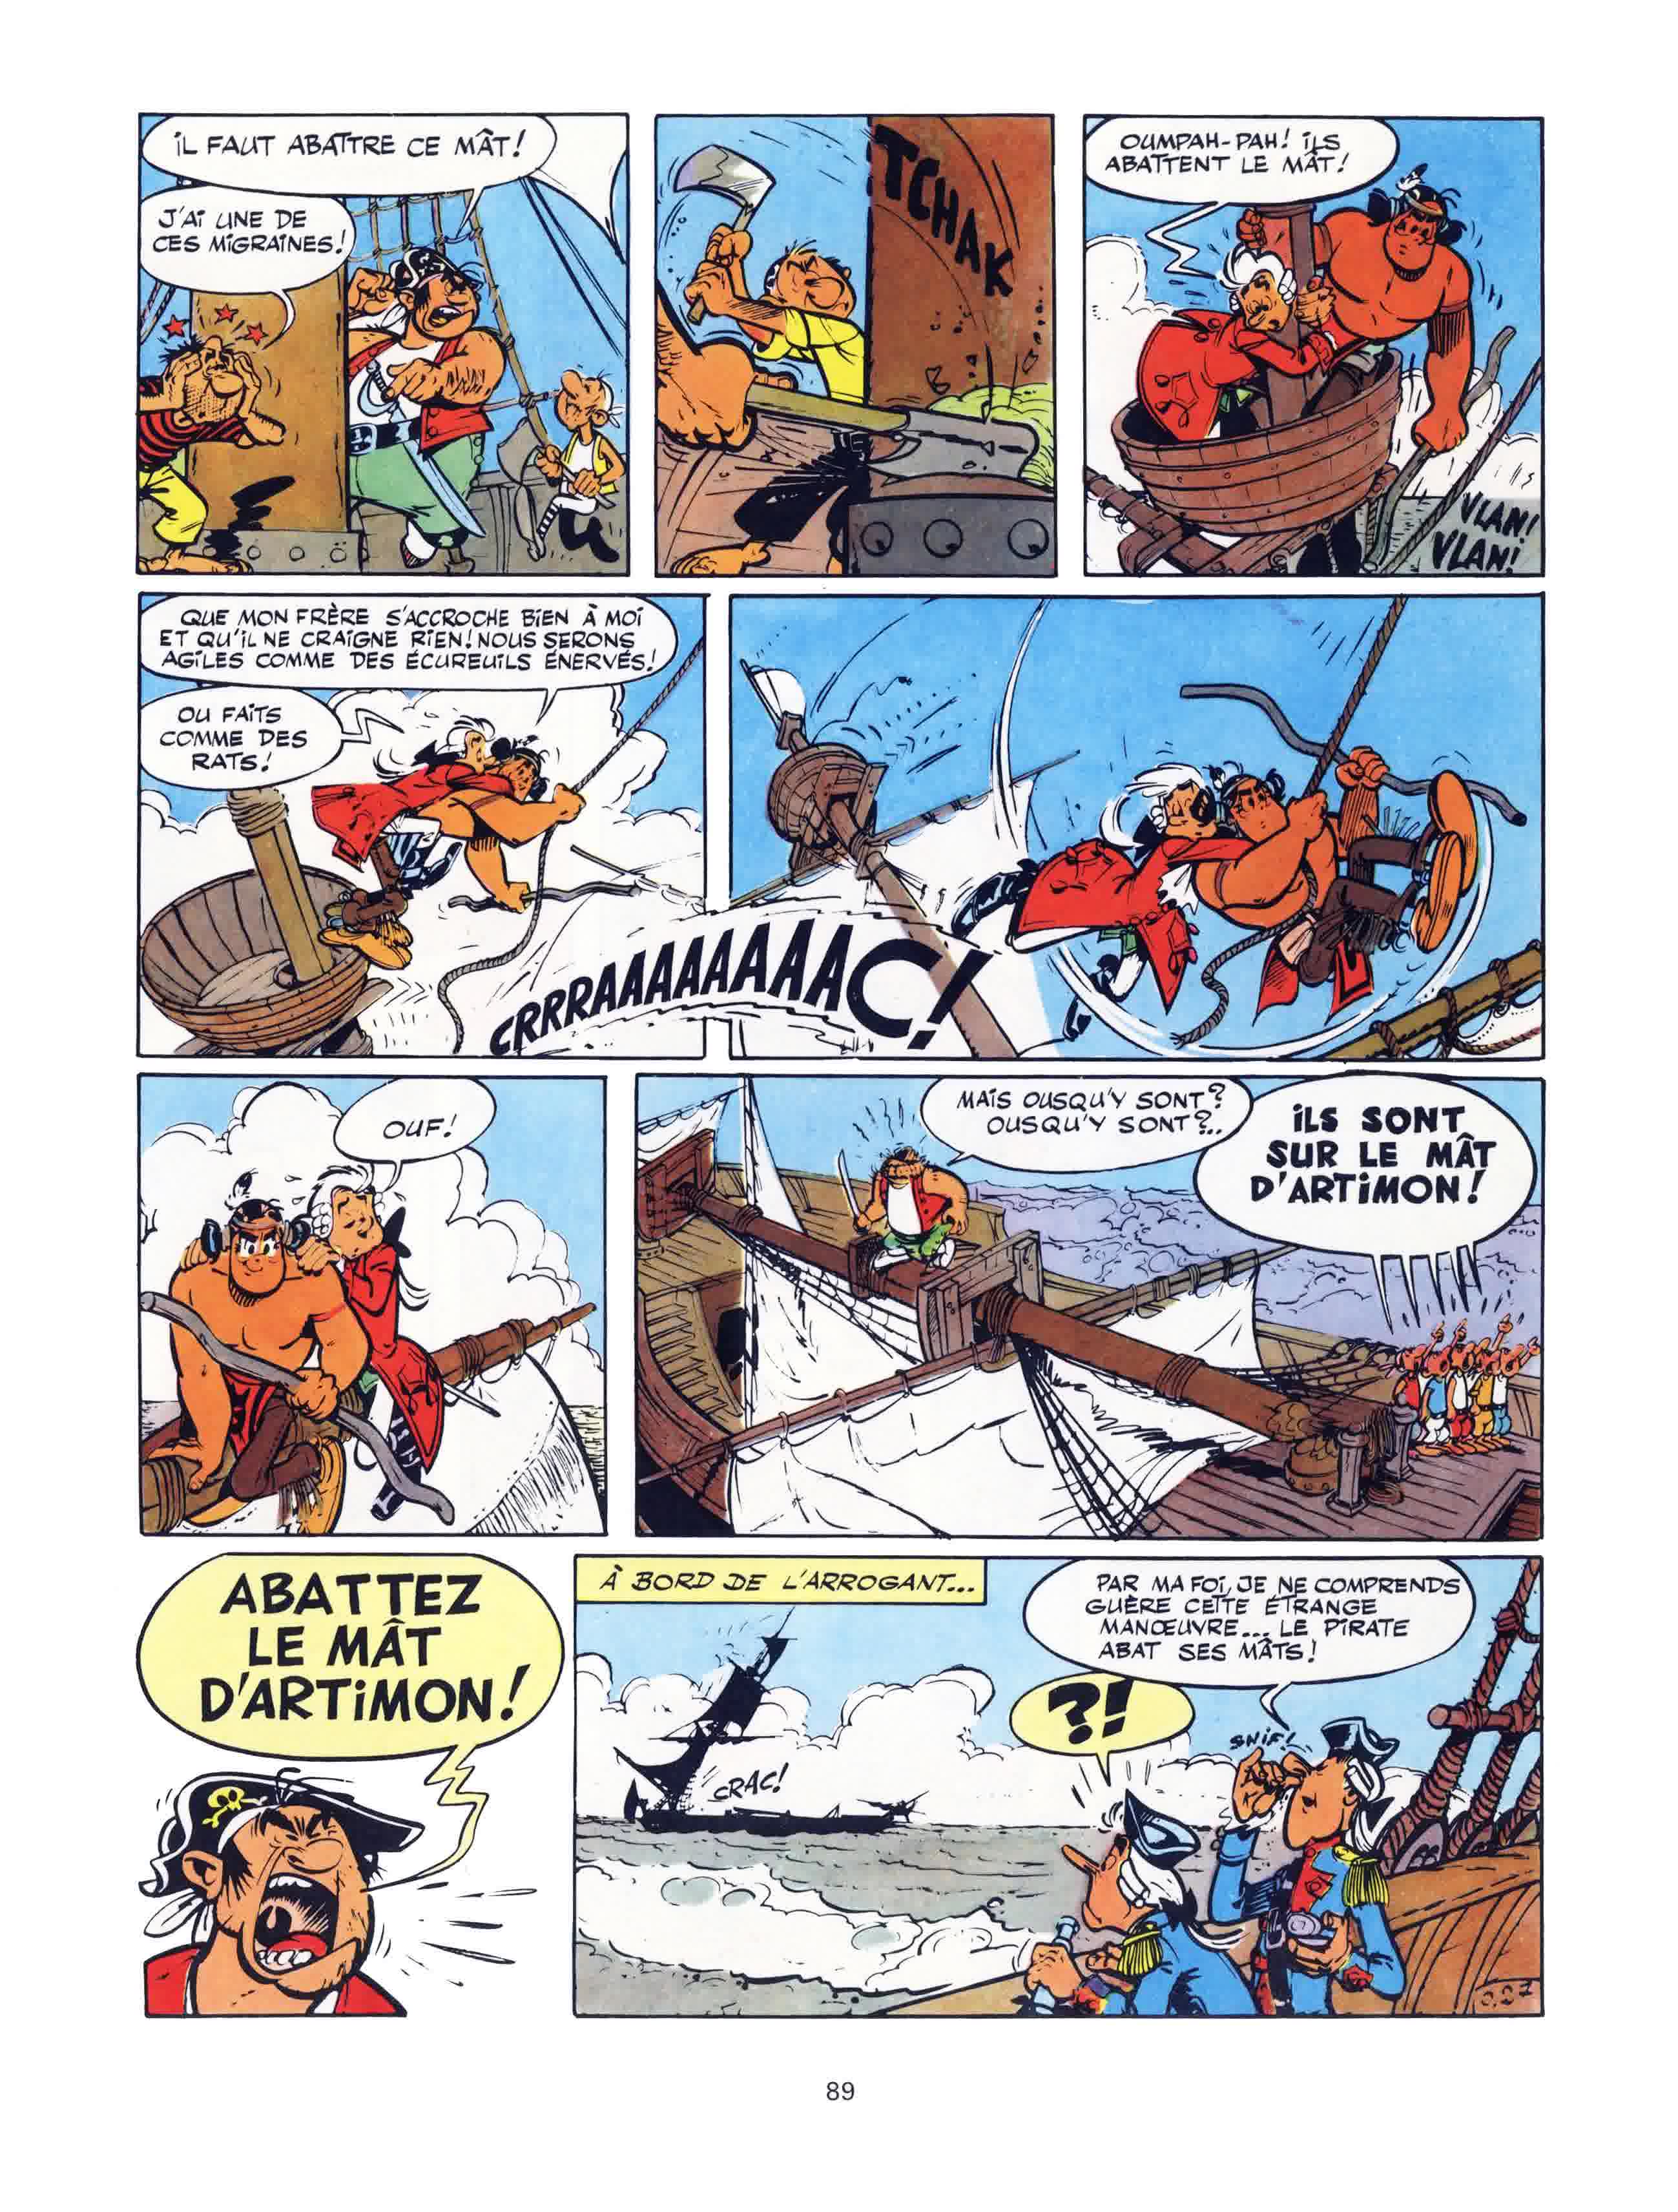 iL FAUT ABATTRE CE MÂT!
J'Ai UNE DE
CES MiGRAiNES!
TCHAK
OUMPAH-PAH! iLS
ABATTENT LE MÂT!
VLAN!
VLAN!
QUE MON FRÈRE S'ACCROCHE BiEN À MOi
ET QU'iL NE CRAiGNE RiEN! NOUS SERONS
AGiLES COMME DES ÉCUREUiLS ÉNERVÉS!
OU FAiTS
COMME DES
RATS!
CRRRAAAAAAAAC!
OUF!
MAiS OUSQU'Y SONT?
OUSQU'Y SONT?..
iLS SONT
SUR LE MÂT
D'ARTiMON!
ABATTEZ
LE MÂT
D'ARTiMON!
À BORD DE L'ARROGANT...
PAR MA FOi, JE NE COMPRENDS
GUÈRE CETTE ÉTRANGE
MANŒUVRE... LE PiRATE
ABAT SES MÂTS!
?!
SNiF!
CRAC!
89